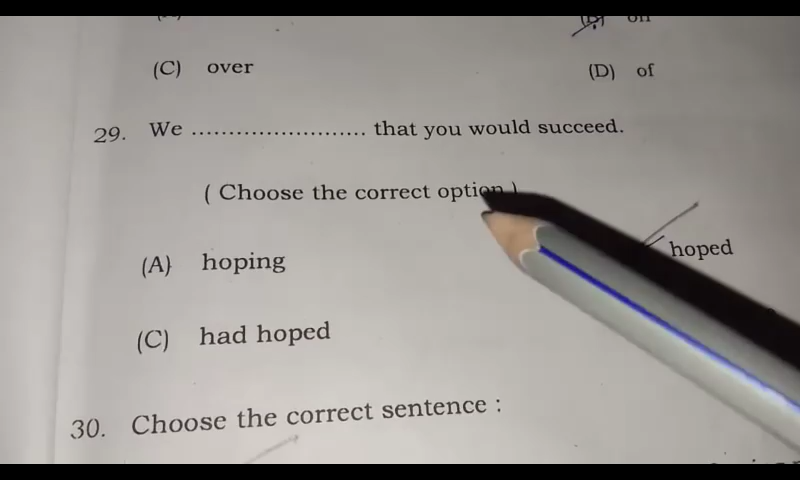 on
(C) over
(D) of
29. We ........................ that you would succeed.
( Choose the correct option )
(A) hoping
hoped
(C) had hoped
30. Choose the correct sentence :